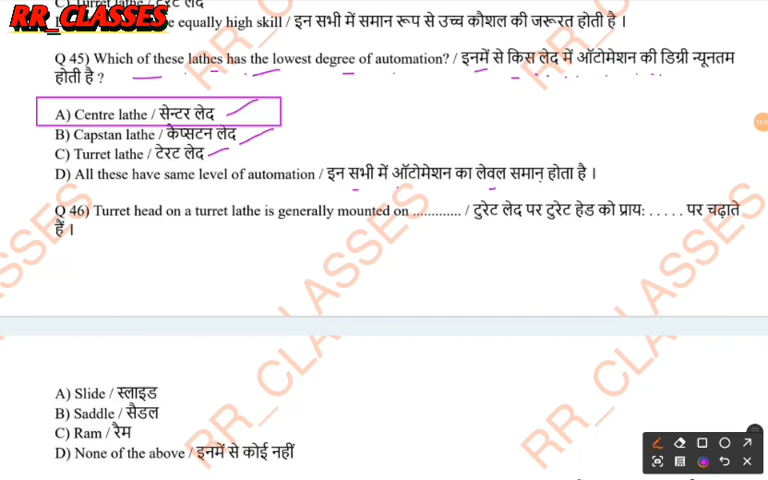 C) Turret lathe / टेरट लेद
RR_CLASSES
equally high skill / इन सभी में समान रूप से उच्च कौशल की जरूरत होती है ।
Q 45) Which of these lathes has the lowest degree of automation? / इनमें से किस लेद में ऑटोमेशन की डिग्री न्यूनतम
होती है ?
A) Centre lathe / सेन्टर लेद
B) Capstan lathe / केप्सटन लेद
C) Turret lathe / टेरट लेद
D) All these have same level of automation / इन सभी में ऑटोमेशन का लेवल समान होता है ।
Q 46) Turret head on a turret lathe is generally mounted on ............. / टुरेट लेद पर टुरेट हेड को प्राय: . . . . . पर चढ़ाते
हैं ।
A) Slide / स्लाइड
B) Saddle / सैडल
C) Ram / रैम
D) None of the above / इनमें से कोई नहीं